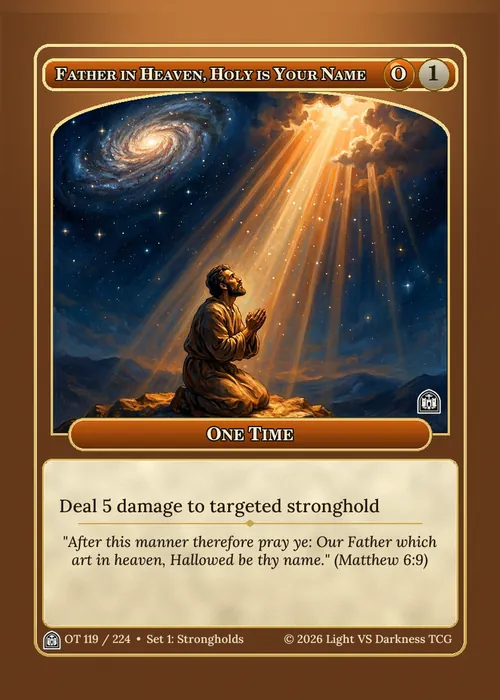 Father in Heaven, Holy is Your Name O 1
One Time
Deal 5 damage to targeted stronghold
"After this manner therefore pray ye: Our Father which
art in heaven, Hallowed be thy name." (Matthew 6:9)
OT 119 / 224 • Set 1: Strongholds © 2026 Light VS Darkness TCG